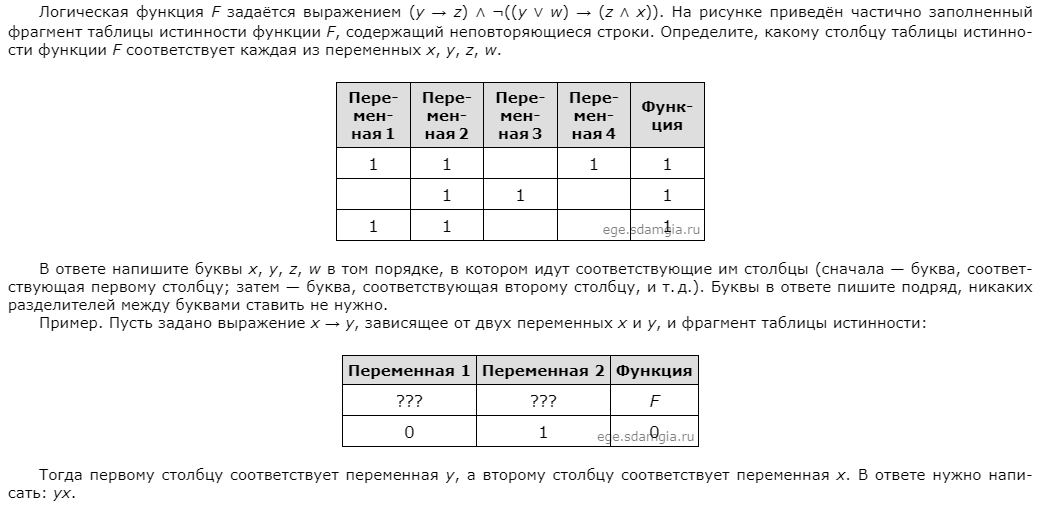 Логическая функция F задаётся выражением (y → z) ∧ ¬((y ∨ w) → (z ∧ x)). На рисунке приведён частично заполненный
фрагмент таблицы истинности функции F, содержащий неповторяющиеся строки. Определите, какому столбцу таблицы истинно-
сти функции F соответствует каждая из переменных x, y, z, w.
Пере-мен-ная 1 Пере-мен-ная 2 Пере-мен-ная 3 Пере-мен-ная 4 Функ-ция
1 1 1 1
1 1 1
1 1 1
ege.sdamgia.ru
В ответе напишите буквы x, y, z, w в том порядке, в котором идут соответствующие им столбцы (сначала — буква, соответ-
ствующая первому столбцу; затем — буква, соответствующая второму столбцу, и т. д.). Буквы в ответе пишите подряд, никаких
разделителей между буквами ставить не нужно.
Пример. Пусть задано выражение x → y, зависящее от двух переменных x и y, и фрагмент таблицы истинности:
Переменная 1 Переменная 2 Функция
??? ??? F
0 1 0
ege.sdamgia.ru
Тогда первому столбцу соответствует переменная y, а второму столбцу соответствует переменная x. В ответе нужно напи-
сать: yx.